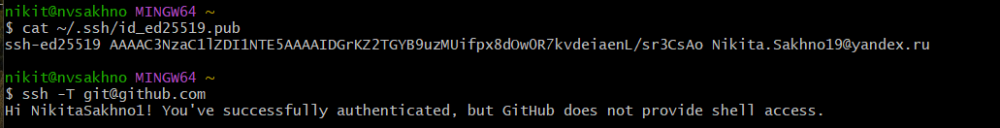 nikit@nvsakhno MINGW64 ~
$ cat ~/.ssh/id_ed25519.pub
ssh-ed25519 AAAAC3NzaC1lZDI1NTE5AAAAIDGrKZ2TGYB9uzMUifpx8dOwOR7kvdeiaenL/sr3CsAo Nikita.Sakhno19@yandex.ru
nikit@nvsakhno MINGW64 ~
$ ssh -T git@github.com
Hi NikitaSakhno1! You've successfully authenticated, but GitHub does not provide shell access.